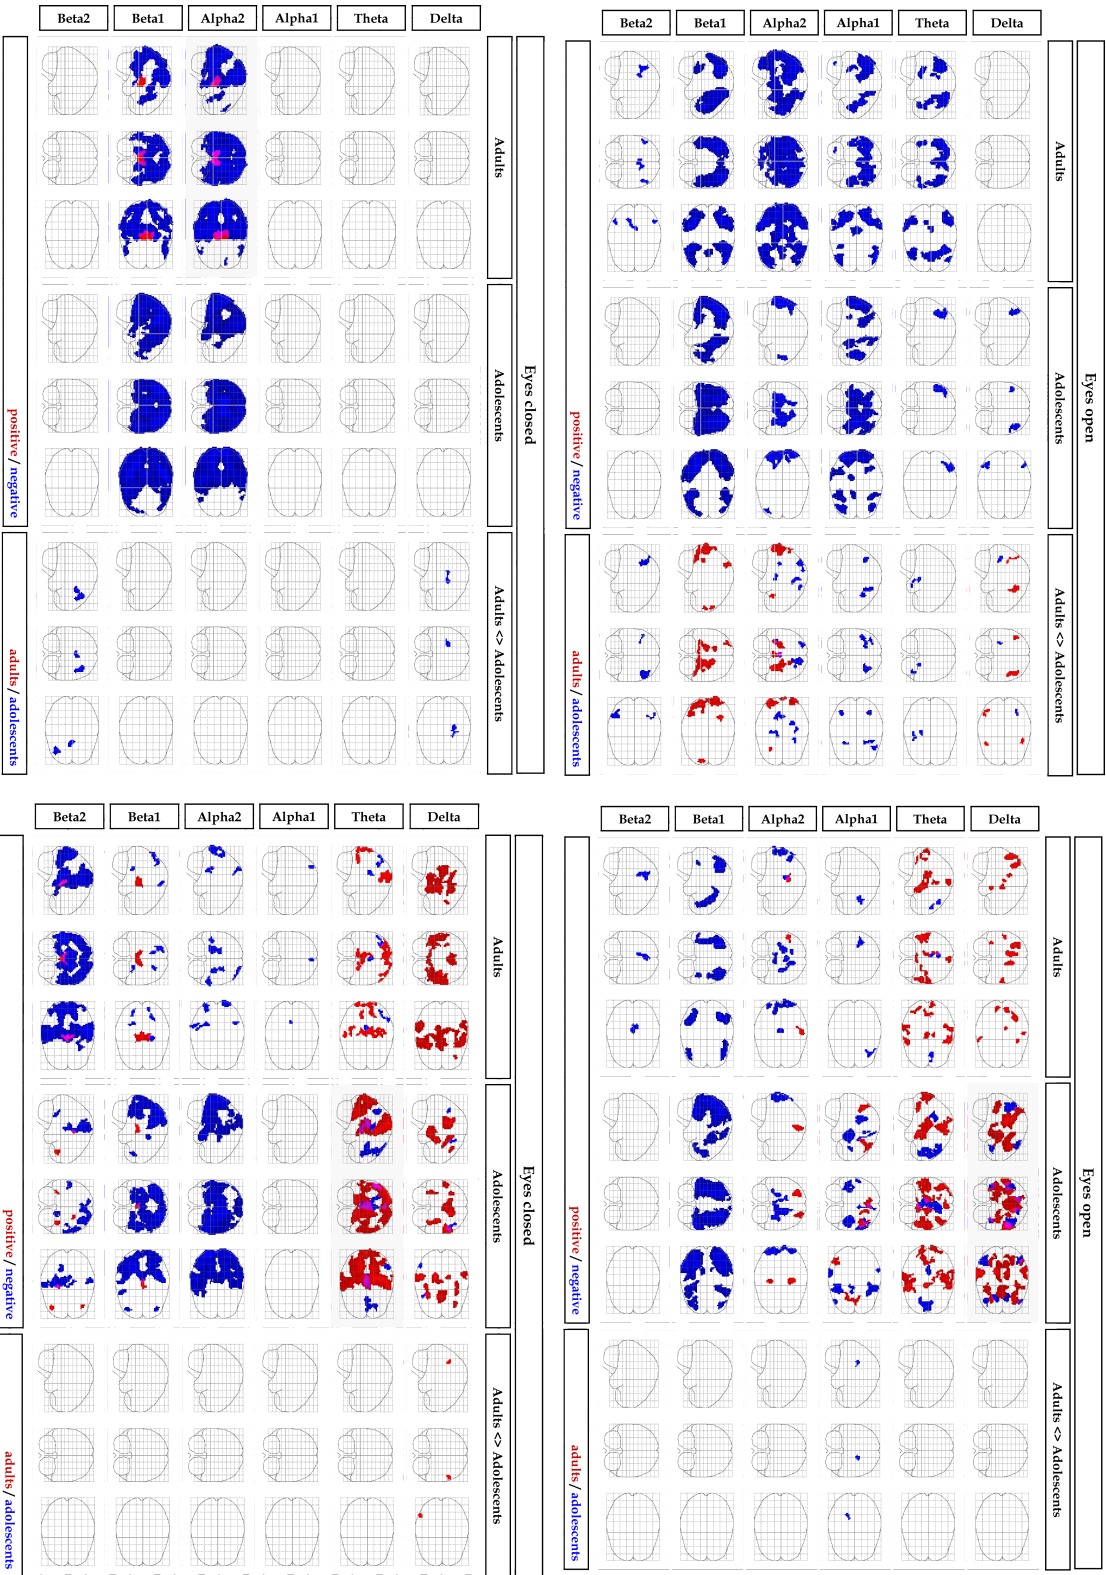 Beta2 Beta1 Alpha2 Alpha1 Theta Delta
Adults
Adolescents
Adults <> Adolescents
Eyes closed
positive / negative
adults / adolescents
Beta2 Beta1 Alpha2 Alpha1 Theta Delta
Adults
Adolescents
Adults <> Adolescents
Eyes open
positive / negative
adults / adolescents
Beta2 Beta1 Alpha2 Alpha1 Theta Delta
Adults
Adolescents
Adults <> Adolescents
Eyes closed
positive / negative
adults / adolescents
Beta2 Beta1 Alpha2 Alpha1 Theta Delta
Adults
Adolescents
Adults <> Adolescents
Eyes open
positive / negative
adults / adolescents